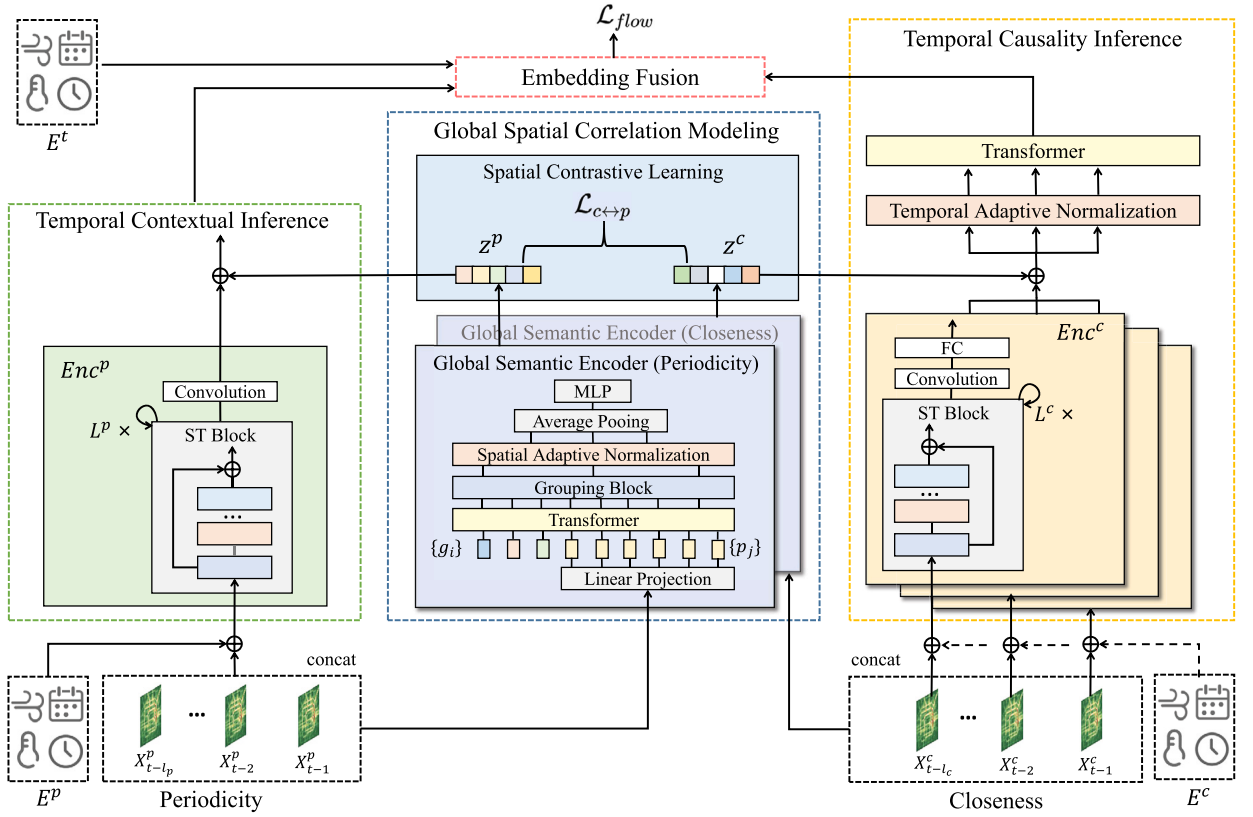 ℒ_{flow}
Temporal Causality Inference
Embedding Fusion
E^t
Global Spatial Correlation Modeling
Transformer
Spatial Contrastive Learning
ℒ_{c↔p}
Temporal Adaptive Normalization
Temporal Contextual Inference
z^p
z^c
Global Semantic Encoder (Closeness)
Enc^c
FC
Global Semantic Encoder (Periodicity)
Enc^p
MLP
Convolution
Convolution
Average Pooing
L^p ×
ST Block
ST Block
L^c ×
Spatial Adaptive Normalization
Grouping Block
...
...
Transformer
{g_i}
{p_j}
Linear Projection
concat
concat
...
...
X^p_{t-l_p}
X^p_{t-2}
X^p_{t-1}
X^c_{t-l_c}
X^c_{t-2}
X^c_{t-1}
E^p
Periodicity
Closeness
E^c